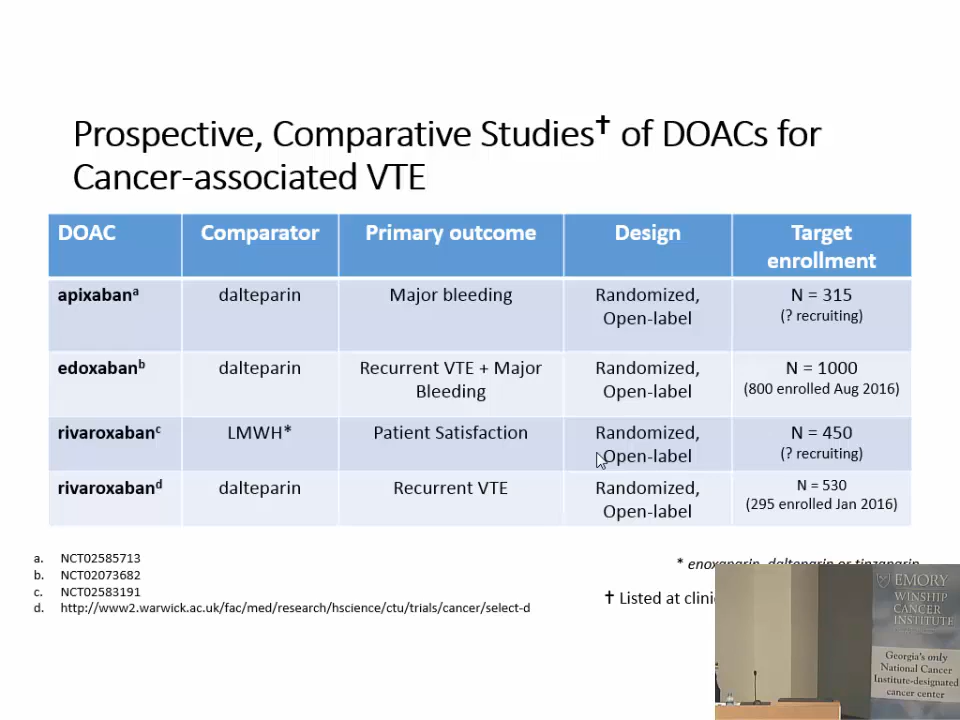 Prospective, Comparative Studies✝ of DOACs for
Cancer-associated VTE
DOAC Comparator Primary outcome Design Target enrollment
apixabanᵃ dalteparin Major bleeding Randomized, Open-label N = 315 (? recruiting)
edoxabanᵇ dalteparin Recurrent VTE + Major Bleeding Randomized, Open-label N = 1000 (800 enrolled Aug 2016)
rivaroxabanᶜ LMWH* Patient Satisfaction Randomized, Open-label N = 450 (? recruiting)
rivaroxabanᵈ dalteparin Recurrent VTE Randomized, Open-label N = 530 (295 enrolled Jan 2016)
a. NCT02585713
b. NCT02073682
c. NCT02583191
d. http://www2.warwick.ac.uk/fac/med/research/hscience/ctu/trials/cancer/select-d
* enoxaparin, dalteparin or tinzaparin
✝ Listed at
EMORY
WINSHIP
CANCER
INSTITUTE
Georgia's only
National Cancer
Institute-designated
cancer center